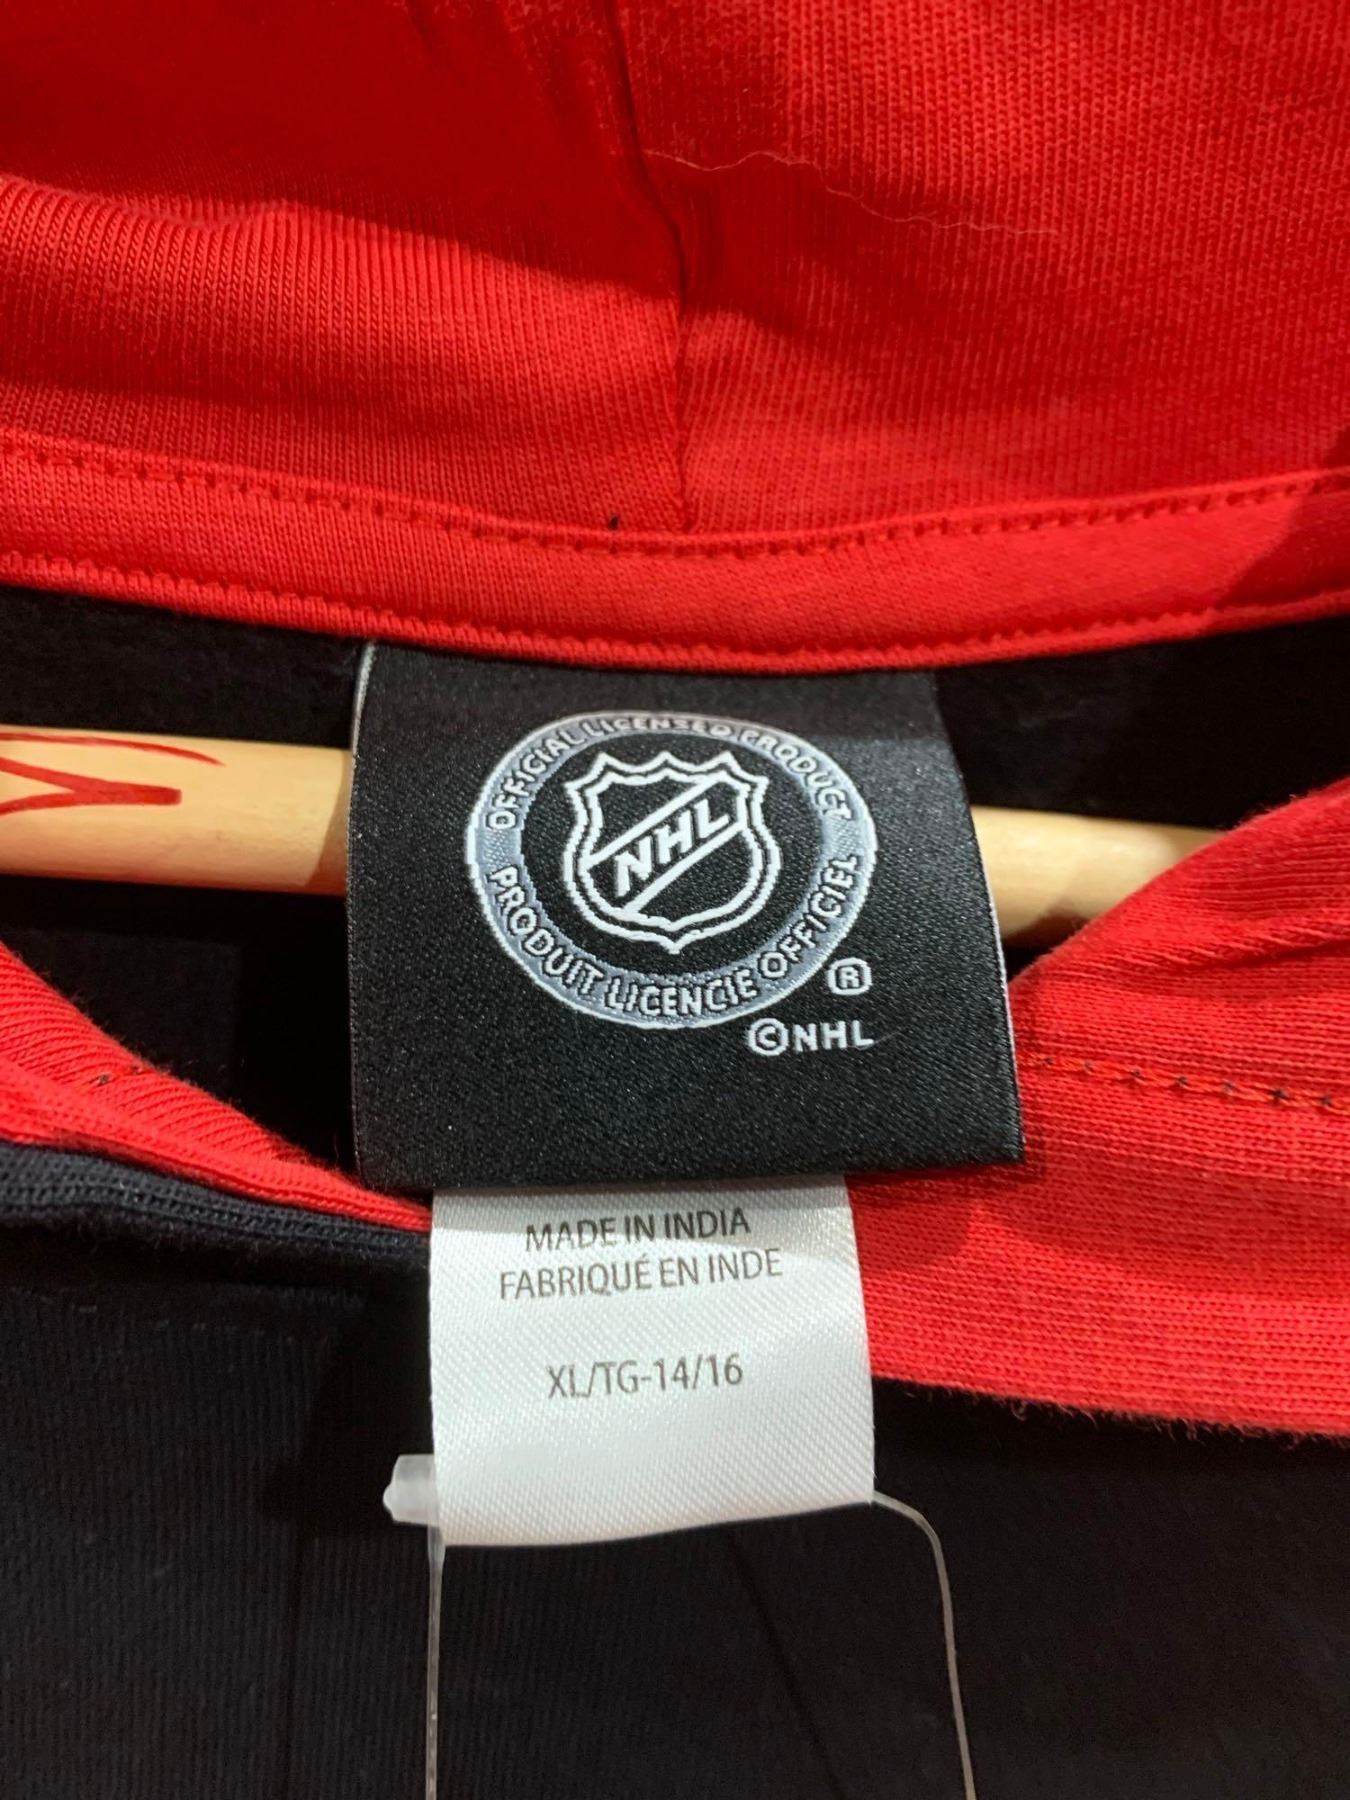 OFFICIAL LICENSED PRODUCT
NHL
PRODUIT LICENCIE OFFICIEL
®
©NHL
MADE IN INDIA
FABRIQUÉ EN INDE
XL/TG-14/16